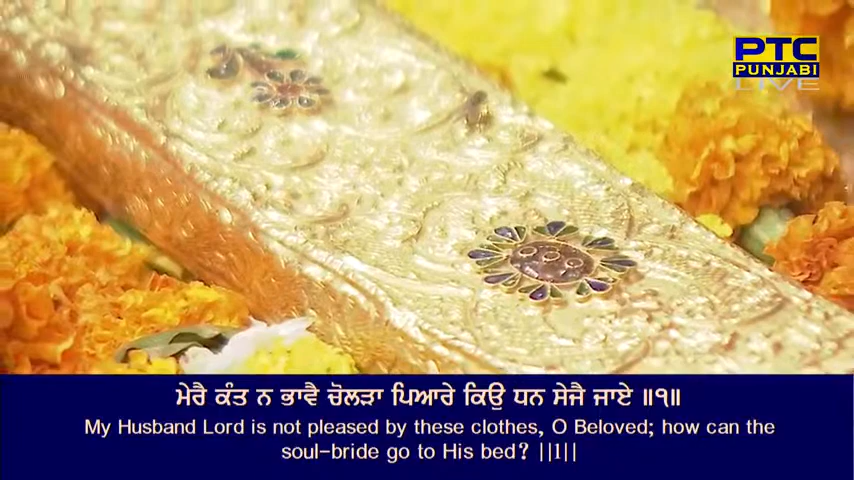 PTC
PUNJABI
LIVE
ਮੇਰੈ ਕੰਤ ਨ ਭਾਵੈ ਚੋਲੜਾ ਪਿਆਰੇ ਕਿਉ ਧਨ ਸੇਜੈ ਜਾਏ ॥੧॥
My Husband Lord is not pleased by these clothes, O Beloved; how can the
soul-bride go to His bed? ||1||